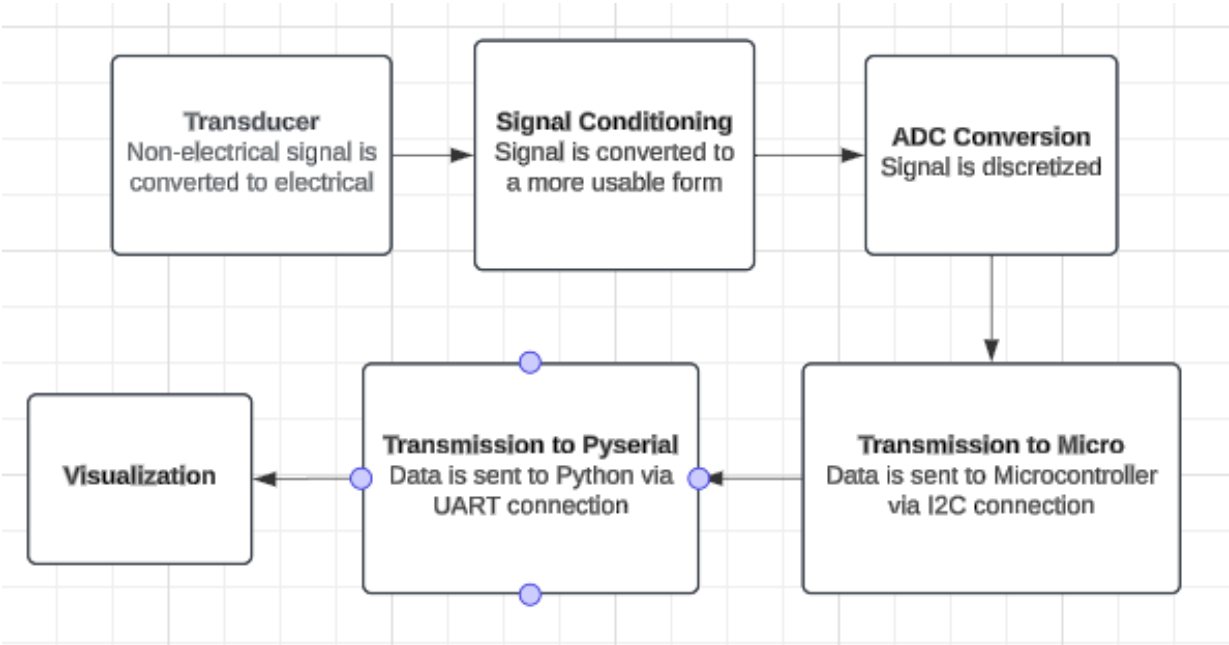 Transducer
Non-electrical signal is
converted to electrical
Signal Conditioning
Signal is converted to
a more usable form
ADC Conversion
Signal is discretized
Transmission to Micro
Data is sent to Microcontroller
via I2C connection
Transmission to Pyserial
Data is sent to Python via
UART connection
Visualization